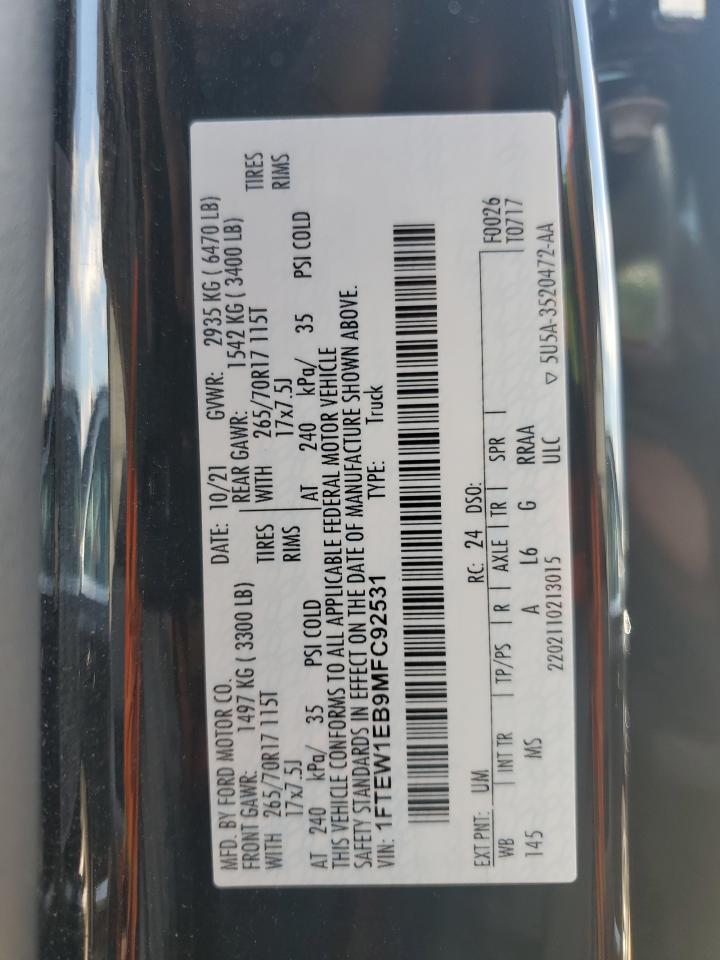 MFD. BY FORD MOTOR CO.
DATE: 10/21 GVWR: 2935 KG ( 6470 LB)
FRONT GAWR: 1497 KG ( 3300 LB) REAR GAWR: 1542 KG ( 3400 LB)
WITH 265/70R17 115T TIRES WITH 265/70R17 115T TIRES
17x7.5J RIMS 17x7.5J RIMS
AT 240 kPa/ 35 PSI COLD AT 240 kPa/ 35 PSI COLD
THIS VEHICLE CONFORMS TO ALL APPLICABLE FEDERAL MOTOR VEHICLE
SAFETY STANDARDS IN EFFECT ON THE DATE OF MANUFACTURE SHOWN ABOVE.
VIN: 1FTEW1EB9MFC92531 TYPE: Truck
EXT PNT: UM RC: 24 DSO: F0026
WB INT TR TP/PS R AXLE TR SPR T0717
145 MS A L6 G RRAA
2202110213015 ULC ▽ 5U5A-3520472-AA